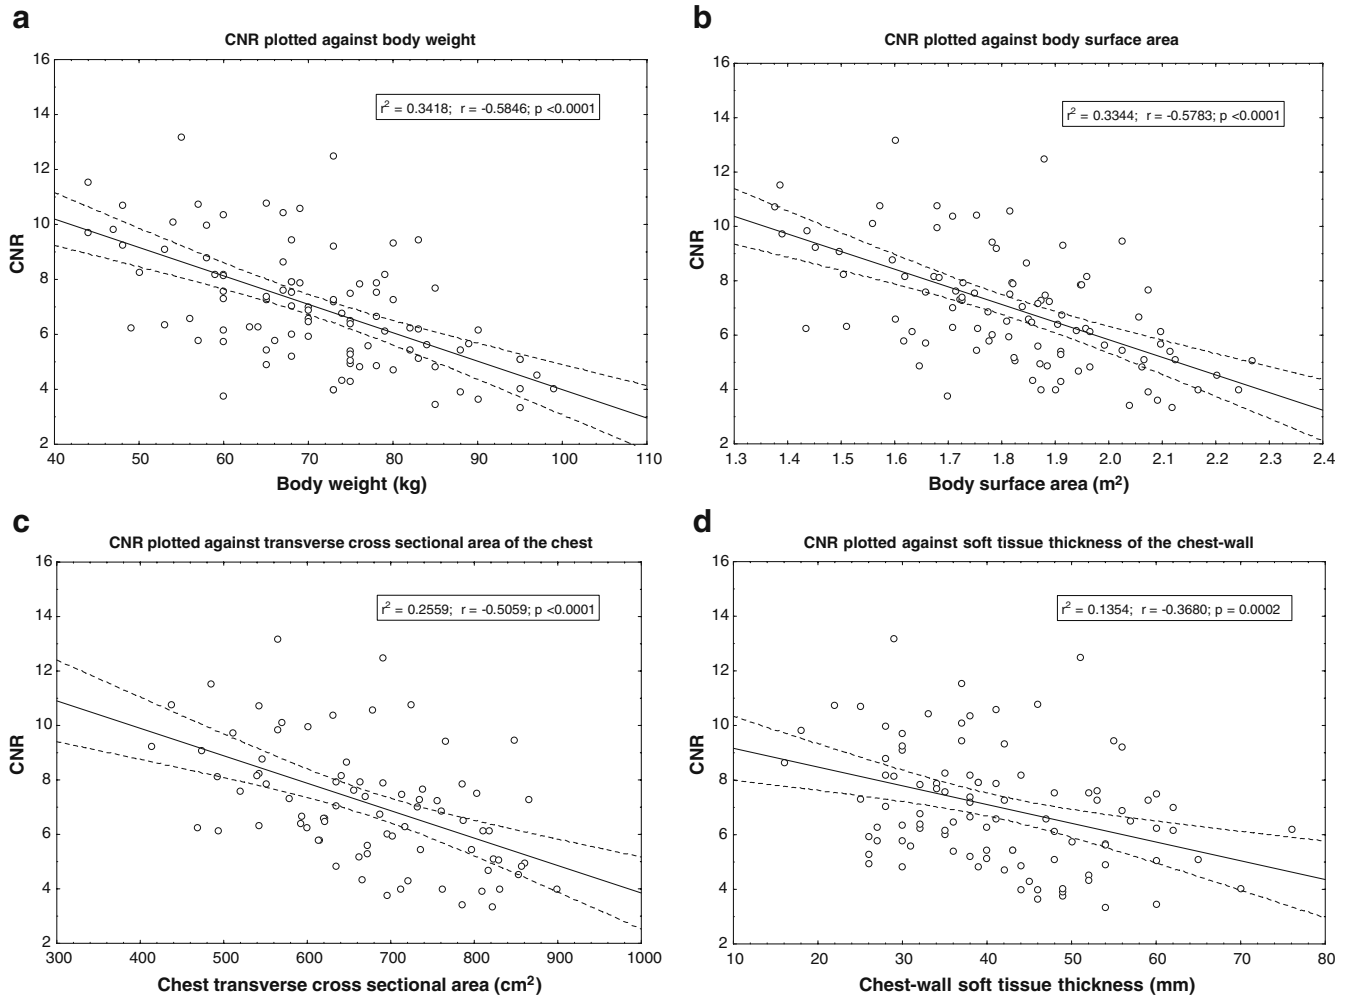 a
CNR plotted against body weight
16
14
12
10
8
6
4
2
CNR
r² = 0.3418; r = -0.5846; p <0.0001
40 50 60 70 80 90 100 110
Body weight (kg)
b
CNR plotted against body surface area
16
14
12
10
8
6
4
2
CNR
r² = 0.3344; r = -0.5783; p <0.0001
1.3 1.4 1.5 1.6 1.7 1.8 1.9 2.0 2.1 2.2 2.3 2.4
Body surface area (m²)
c
CNR plotted against transverse cross sectional area of the chest
16
14
12
10
8
6
4
2
CNR
r² = 0.2559; r = -0.5059; p <0.0001
300 400 500 600 700 800 900 1000
Chest transverse cross sectional area (cm²)
d
CNR plotted against soft tissue thickness of the chest-wall
16
14
12
10
8
6
4
2
CNR
r² = 0.1354; r = -0.3680; p = 0.0002
10 20 30 40 50 60 70 80
Chest-wall soft tissue thickness (mm)